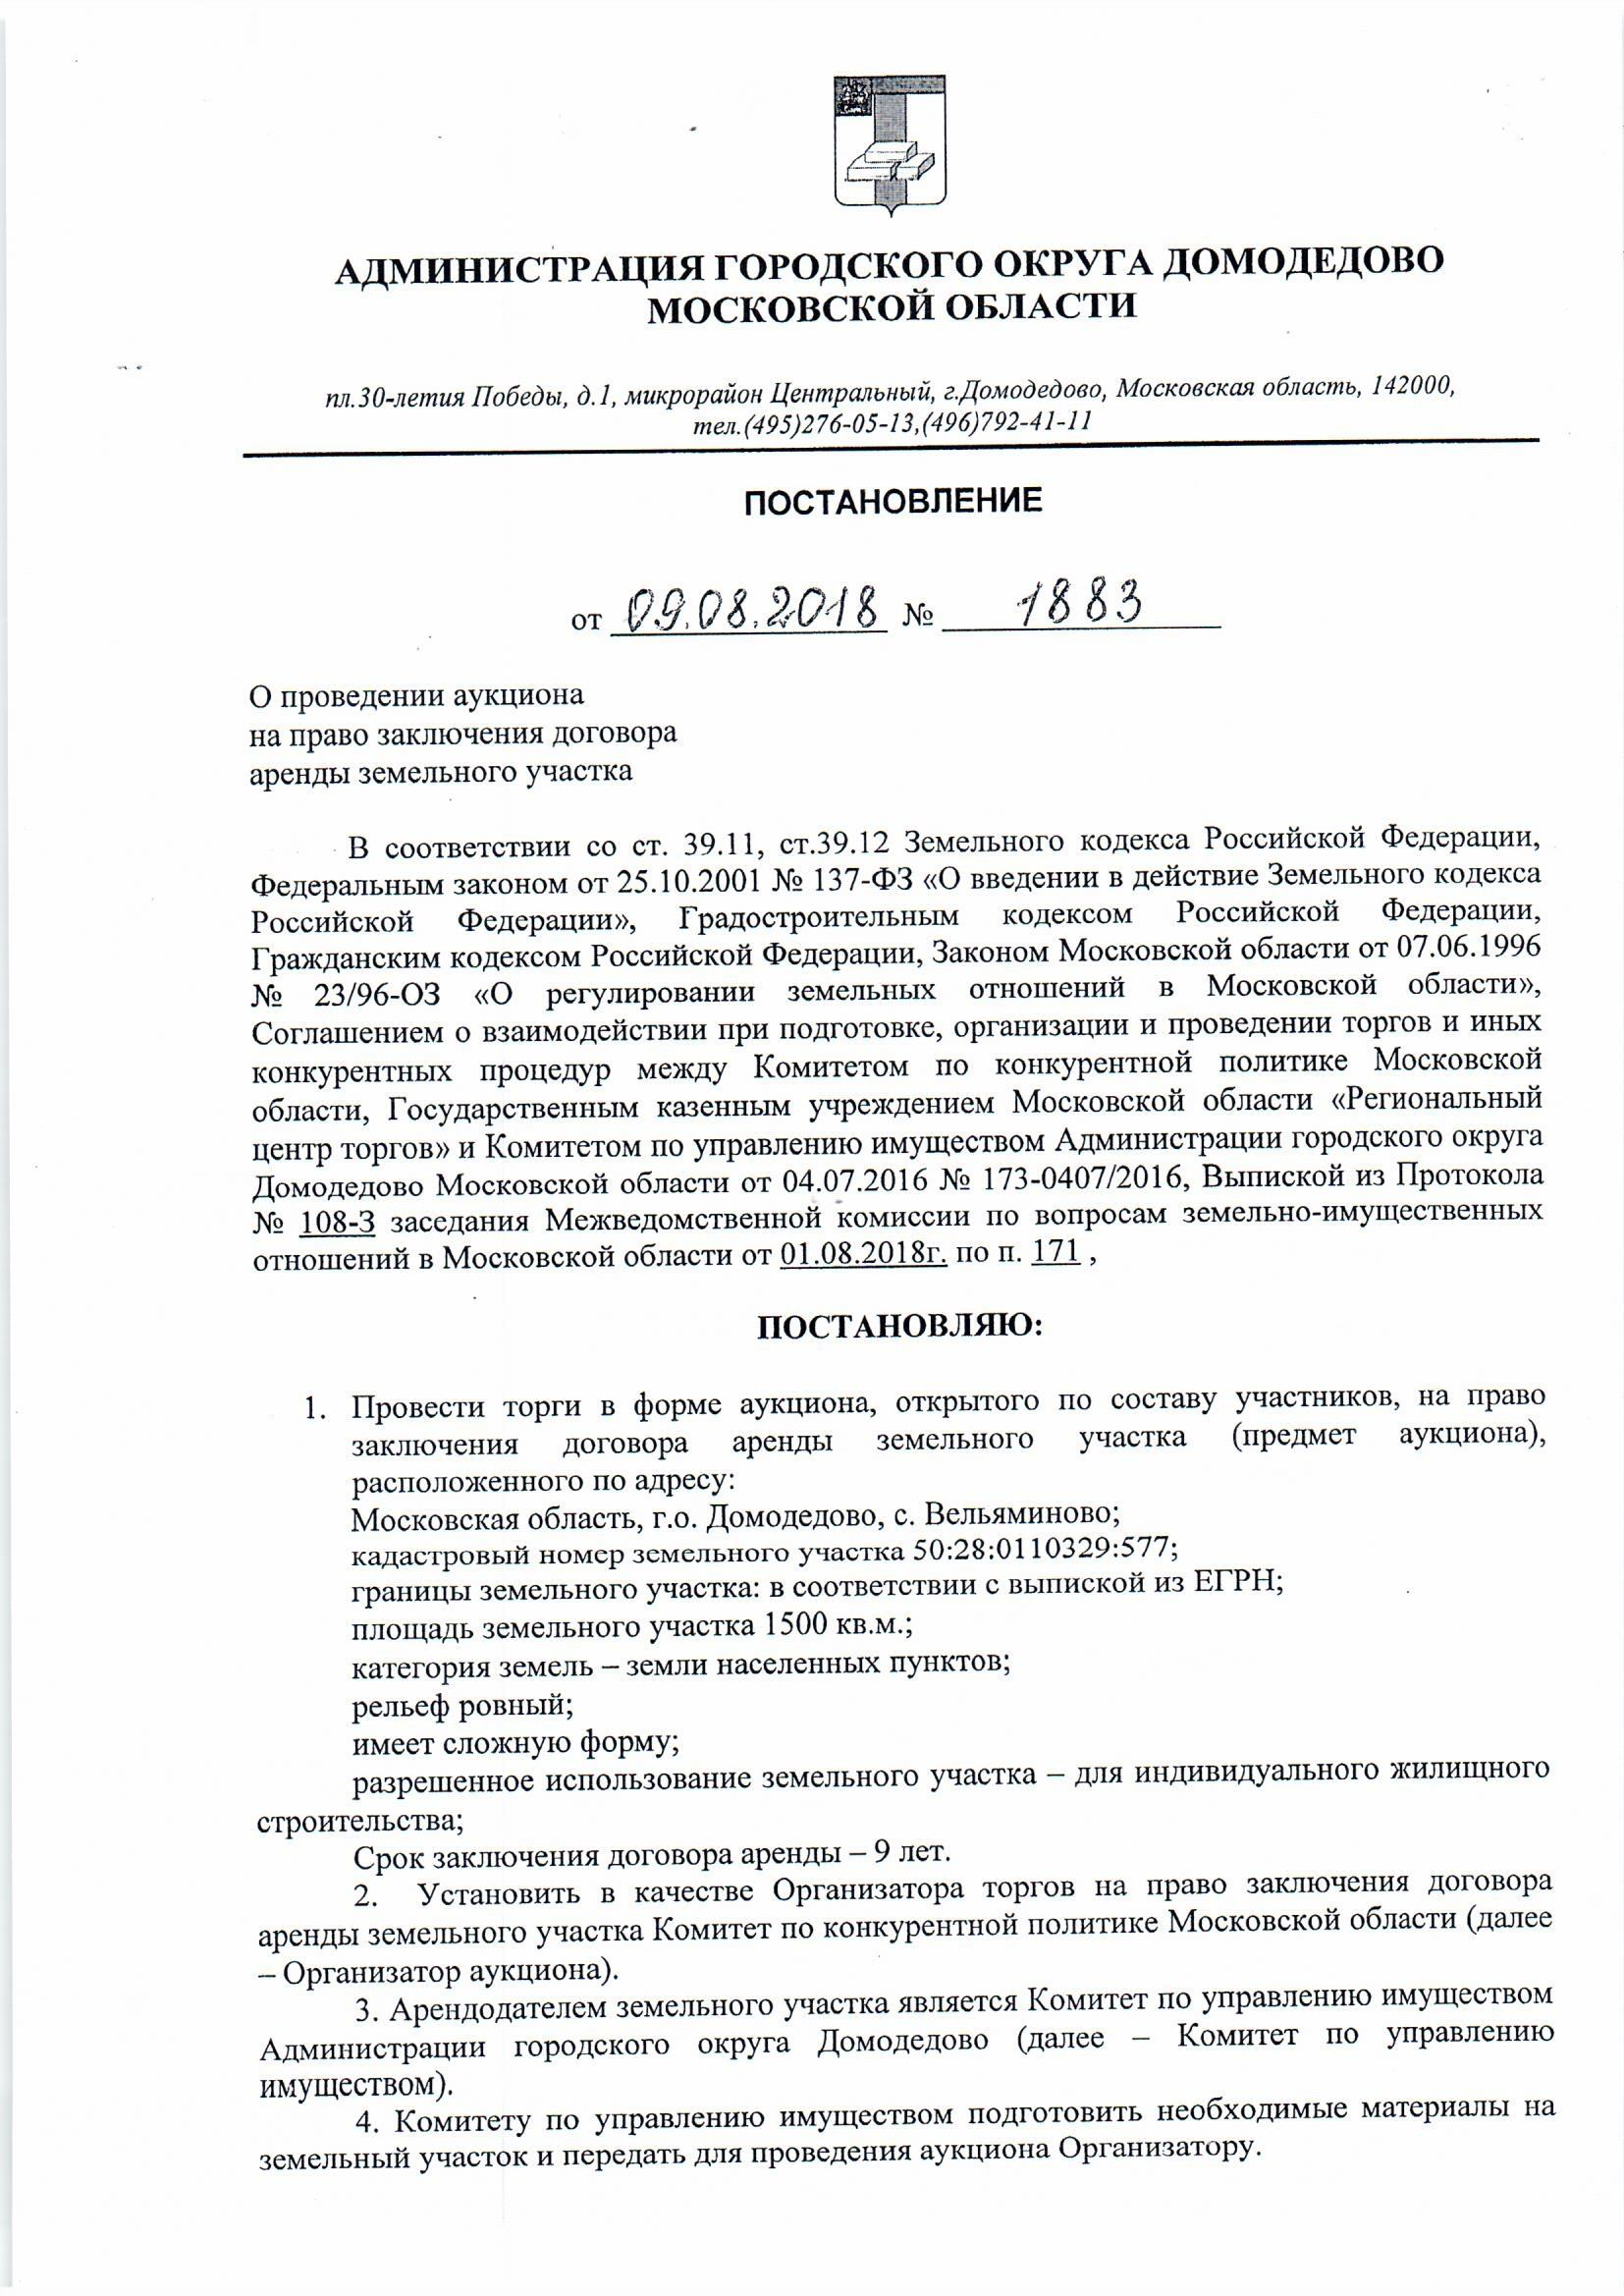 АДМИНИСТРАЦИЯ ГОРОДСКОГО ОКРУГА ДОМОДЕДОВО
МОСКОВСКОЙ ОБЛАСТИ
пл.30-летия Победы, д.1, микрорайон Центральный, г.Домодедово, Московская область, 142000,
тел.(495)276-05-13,(496)792-41-11
ПОСТАНОВЛЕНИЕ
от 09.08.2018 № 1883
О проведении аукциона
на право заключения договора
аренды земельного участка
В соответствии со ст. 39.11, ст.39.12 Земельного кодекса Российской Федерации,
Федеральным законом от 25.10.2001 № 137-ФЗ «О введении в действие Земельного кодекса
Российской Федерации», Градостроительным кодексом Российской Федерации,
Гражданским кодексом Российской Федерации, Законом Московской области от 07.06.1996
№ 23/96-ОЗ «О регулировании земельных отношений в Московской области»,
Соглашением о взаимодействии при подготовке, организации и проведении торгов и иных
конкурентных процедур между Комитетом по конкурентной политике Московской
области, Государственным казенным учреждением Московской области «Региональный
центр торгов» и Комитетом по управлению имуществом Администрации городского округа
Домодедово Московской области от 04.07.2016 № 173-0407/2016, Выпиской из Протокола
№ 108-З заседания Межведомственной комиссии по вопросам земельно-имущественных
отношений в Московской области от 01.08.2018г. по п. 171 ,
ПОСТАНОВЛЯЮ:
1. Провести торги в форме аукциона, открытого по составу участников, на право
заключения договора аренды земельного участка (предмет аукциона),
расположенного по адресу:
Московская область, г.о. Домодедово, с. Вельяминово;
кадастровый номер земельного участка 50:28:0110329:577;
границы земельного участка: в соответствии с выпиской из ЕГРН;
площадь земельного участка 1500 кв.м.;
категория земель – земли населенных пунктов;
рельеф ровный;
имеет сложную форму;
разрешенное использование земельного участка – для индивидуального жилищного
строительства;
Срок заключения договора аренды – 9 лет.
2. Установить в качестве Организатора торгов на право заключения договора
аренды земельного участка Комитет по конкурентной политике Московской области (далее
– Организатор аукциона).
3. Арендодателем земельного участка является Комитет по управлению имуществом
Администрации городского округа Домодедово (далее – Комитет по управлению
имуществом).
4. Комитету по управлению имуществом подготовить необходимые материалы на
земельный участок и передать для проведения аукциона Организатору.